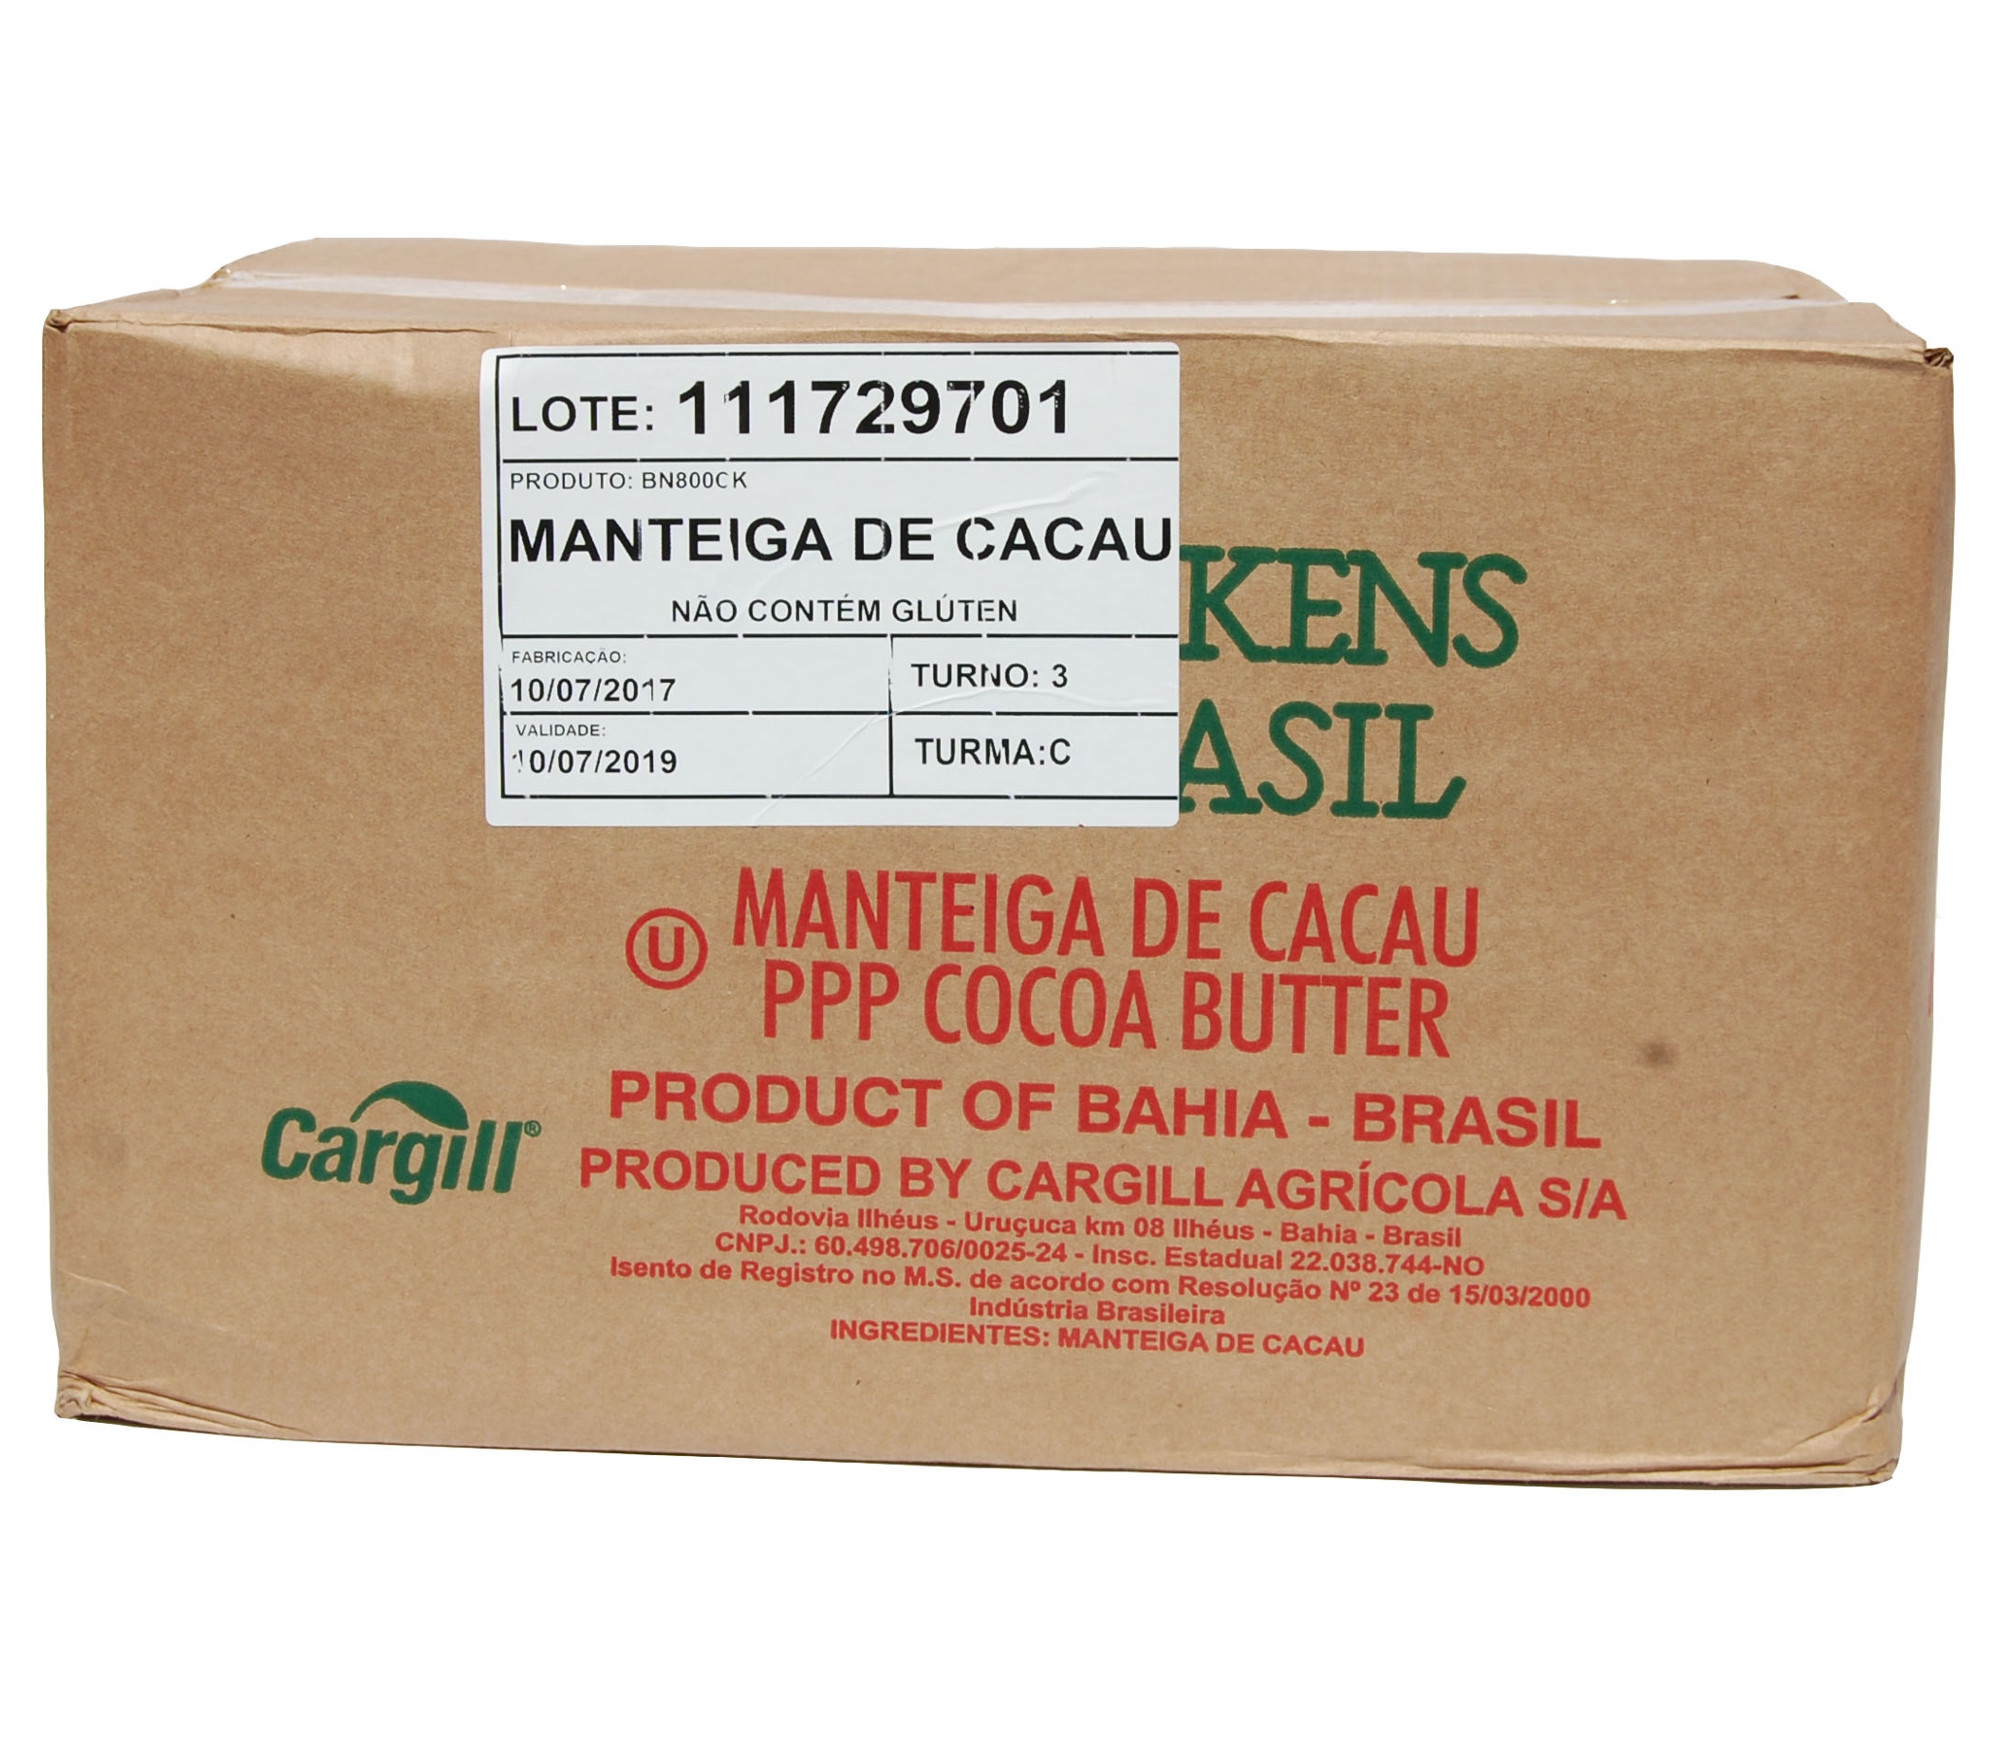 LOTE: 111729701
PRODUTO: BN800CK
MANTEIGA DE CACAU
NÃO CONTÉM GLÚTEN
FABRICAÇÃO:
10/07/2017
TURNO: 3
VALIDADE:
10/07/2019
TURMA:C
KENS
ASIL
U
MANTEIGA DE CACAU
PPP COCOA BUTTER
PRODUCT OF BAHIA - BRASIL
Cargill®
PRODUCED BY CARGILL AGRÍCOLA S/A
Rodovia Ilhéus - Uruçuca km 08 Ilhéus - Bahia - Brasil
CNPJ.: 60.498.706/0025-24 - Insc. Estadual 22.038.744-NO
Isento de Registro no M.S. de acordo com Resolução Nº 23 de 15/03/2000
Indústria Brasileira
INGREDIENTES: MANTEIGA DE CACAU